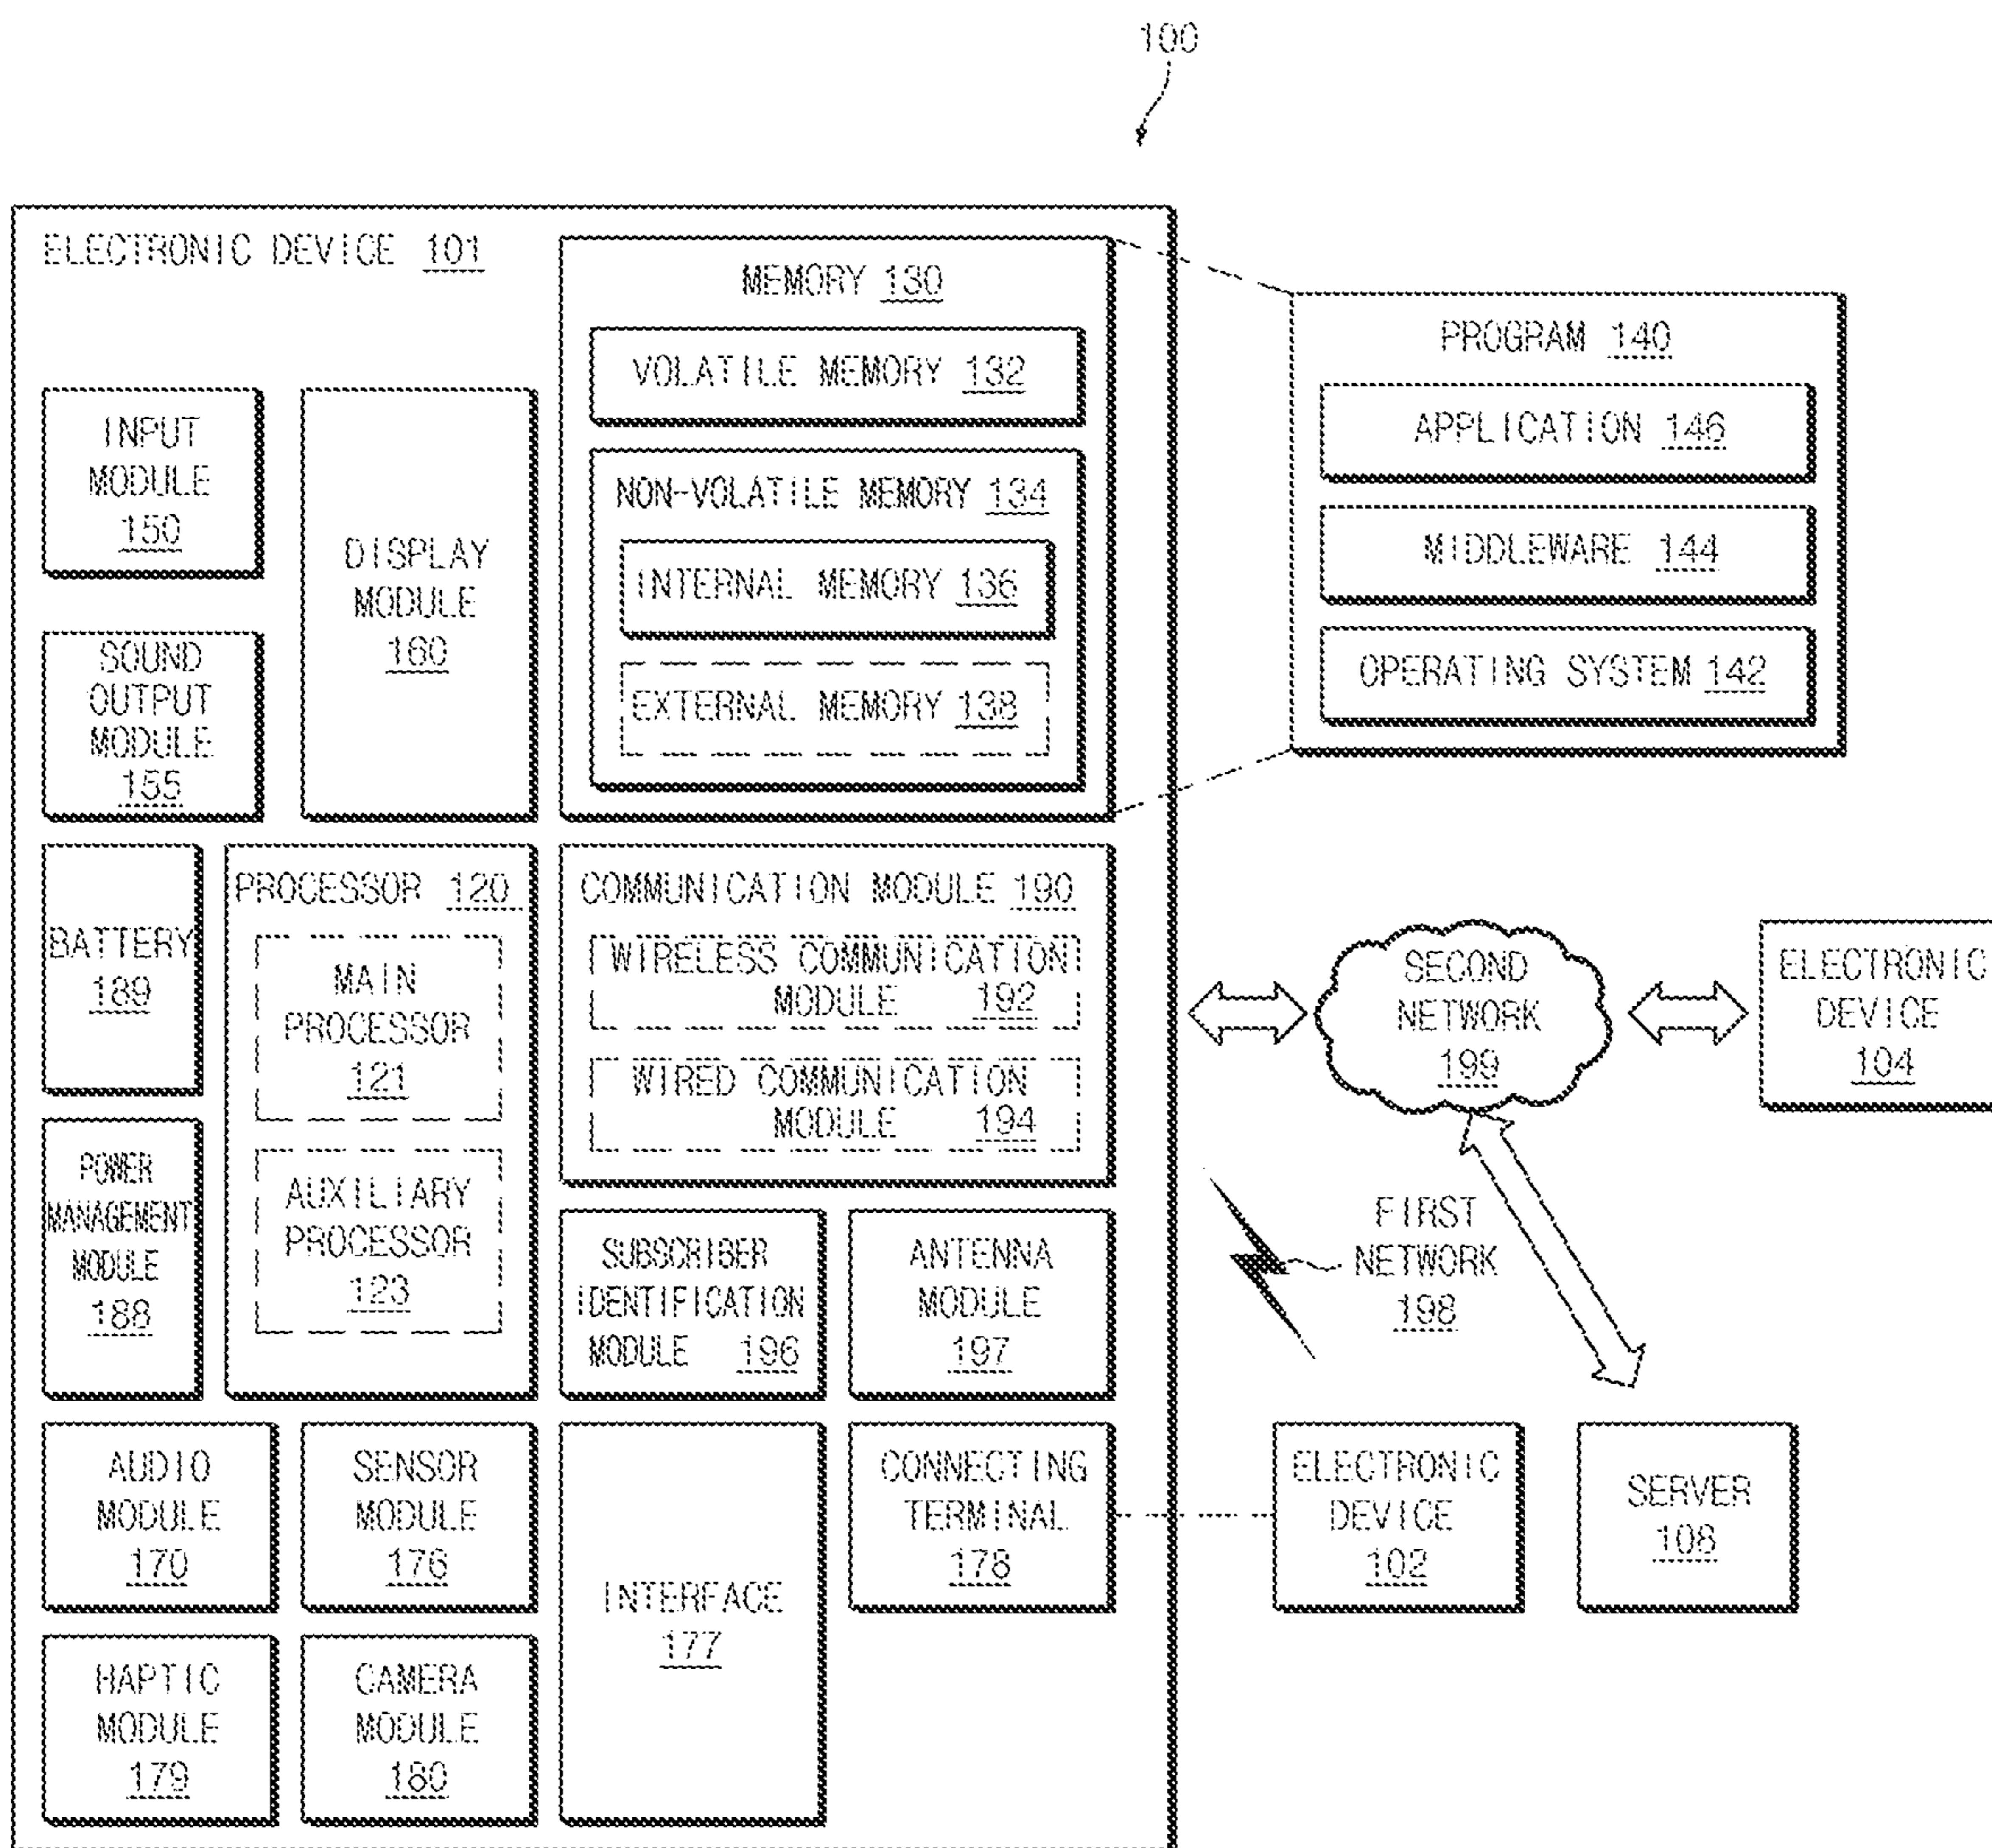 100
ELECTRONIC DEVICE 101
MEMORY 130
VOLATILE MEMORY 132
NON-VOLATILE MEMORY 134
INTERNAL MEMORY 136
EXTERNAL MEMORY 138
PROGRAM 140
APPLICATION 146
MIDDLEWARE 144
OPERATING SYSTEM 142
INPUT
MODULE
150
SOUND
OUTPUT
MODULE
155
DISPLAY
MODULE
160
BATTERY
189
POWER
MANAGEMENT
MODULE
188
PROCESSOR 120
MAIN
PROCESSOR
121
AUXILIARY
PROCESSOR
123
COMMUNICATION MODULE 190
WIRELESS COMMUNICATION
MODULE 192
WIRED COMMUNICATION
MODULE 194
SUBSCRIBER
IDENTIFICATION
MODULE 196
ANTENNA
MODULE
197
SECOND
NETWORK
199
ELECTRONIC
DEVICE
104
FIRST
NETWORK
198
AUDIO
MODULE
170
SENSOR
MODULE
176
INTERFACE
177
CONNECTING
TERMINAL
178
ELECTRONIC
DEVICE
102
SERVER
108
HAPTIC
MODULE
179
CAMERA
MODULE
180